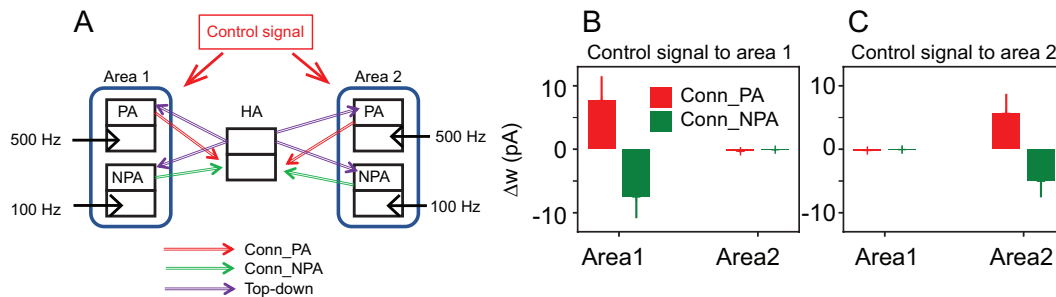 A
Control signal
Area 1
Area 2
PA
HA
PA
500 Hz
500 Hz
NPA
NPA
100 Hz
100 Hz
Conn_PA
Conn_NPA
Top-down
B
Control signal to area 1
Δw (pA)
10
0
-10
Conn_PA
Conn_NPA
Area1
Area2
C
Control signal to area 2
10
0
-10
Area1
Area2